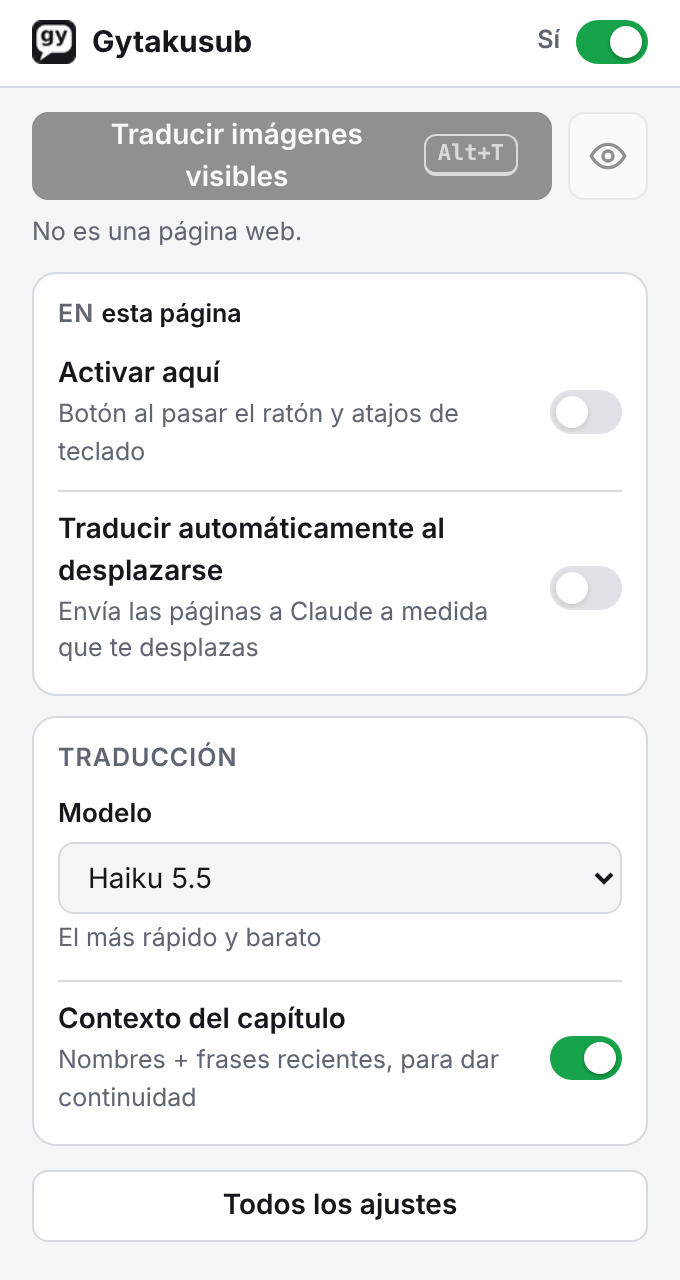 gy Gytakusub Sí
Traducir imágenes
visibles
Alt+T
No es una página web.
EN esta página
Activar aquí
Botón al pasar el ratón y atajos de
teclado
Traducir automáticamente al
desplazarse
Envía las páginas a Claude a medida
que te desplazas
TRADUCCIÓN
Modelo
Haiku 5.5
El más rápido y barato
Contexto del capítulo
Nombres + frases recientes, para dar
continuidad
Todos los ajustes